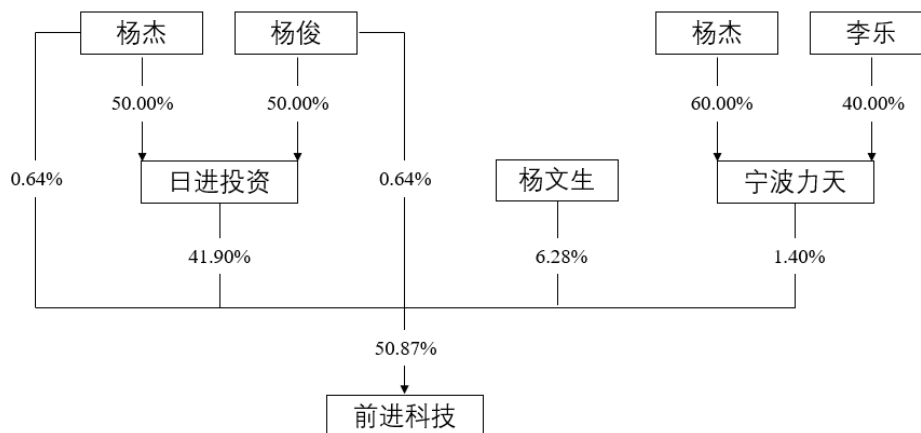 杨杰
杨俊
杨杰
李乐
50.00%
50.00%
60.00%
40.00%
0.64%
日进投资
0.64%
杨文生
宁波力天
41.90%
6.28%
1.40%
50.87%
前进科技